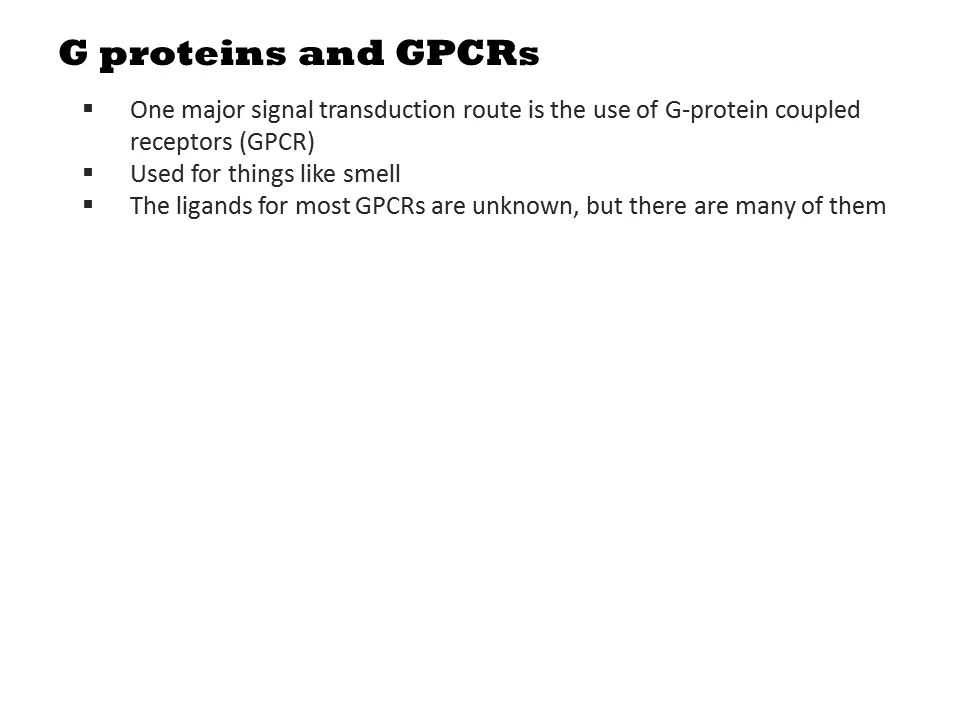 G proteins and GPCRs
▪ One major signal transduction route is the use of G-protein coupled
receptors (GPCR)
▪ Used for things like smell
▪ The ligands for most GPCRs are unknown, but there are many of them